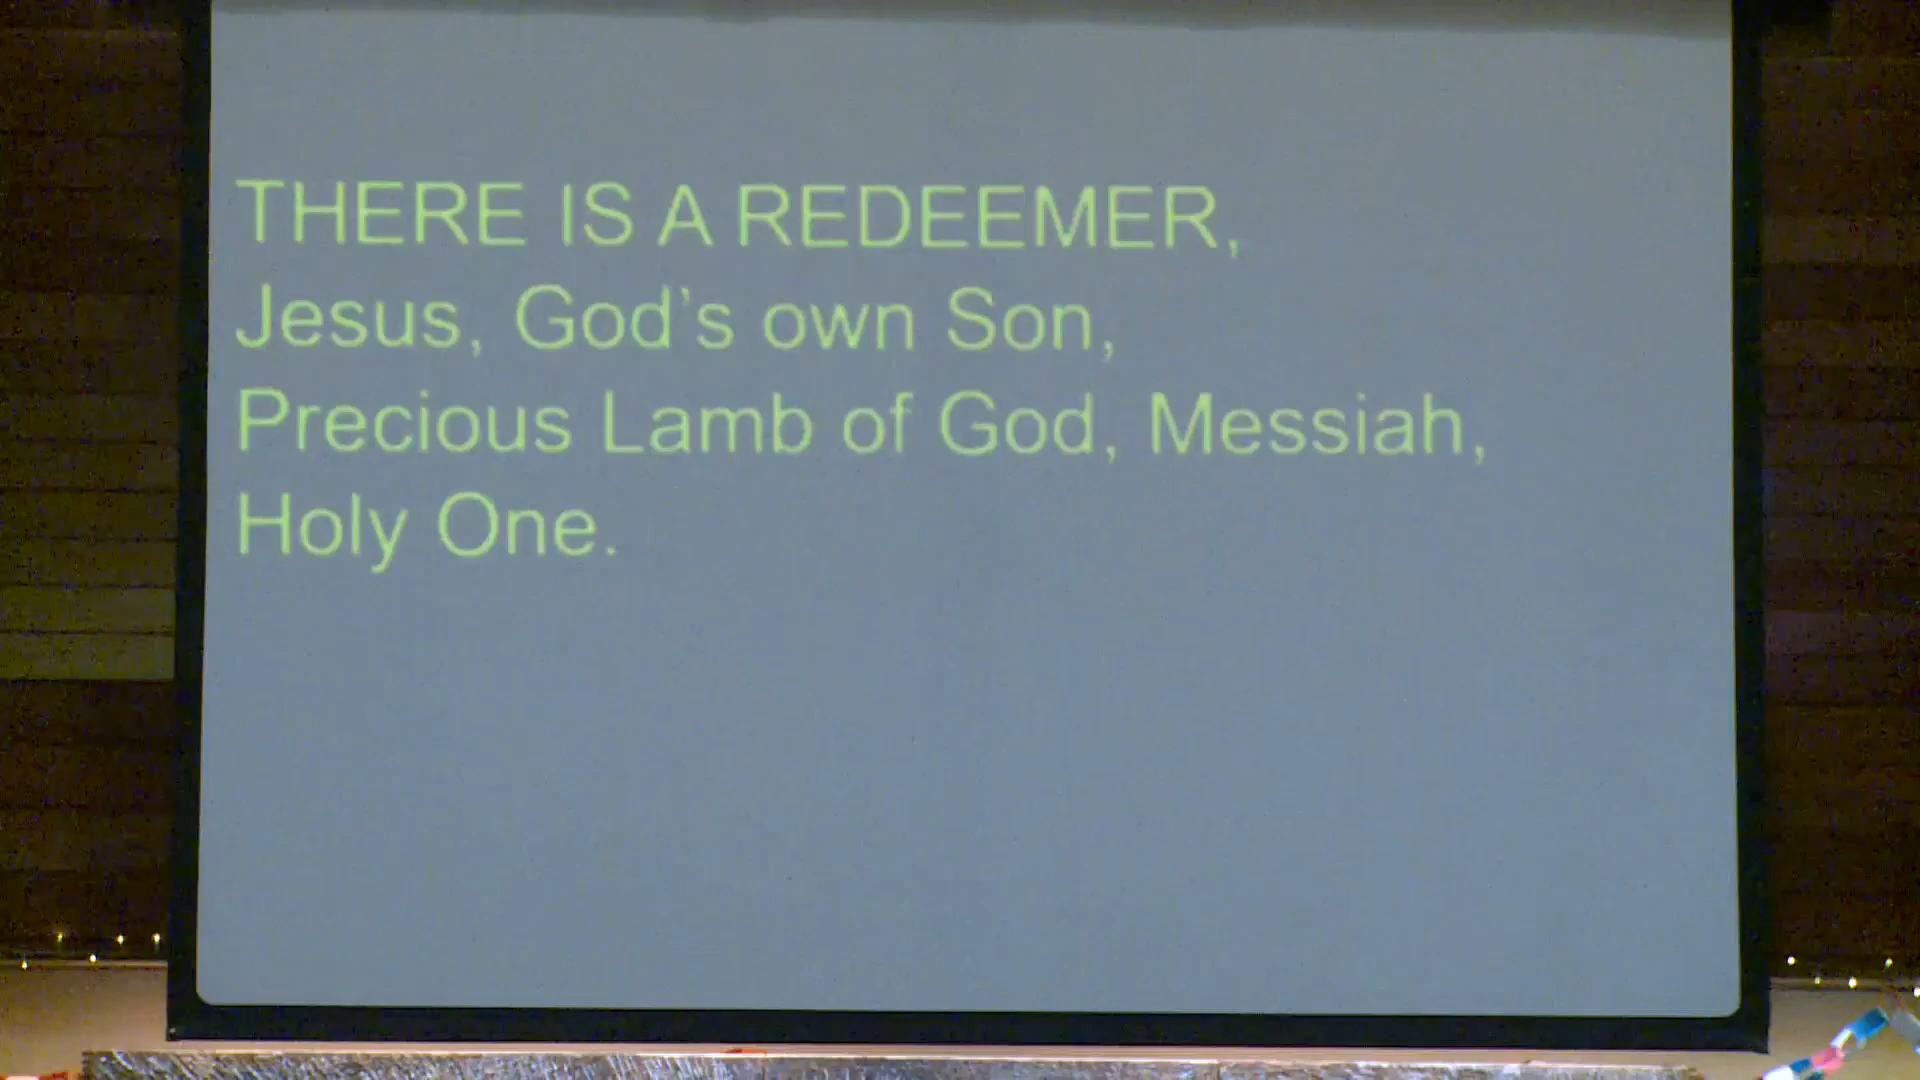 THERE IS A REDEEMER,
Jesus, God’s own Son,
Precious Lamb of God, Messiah,
Holy One.